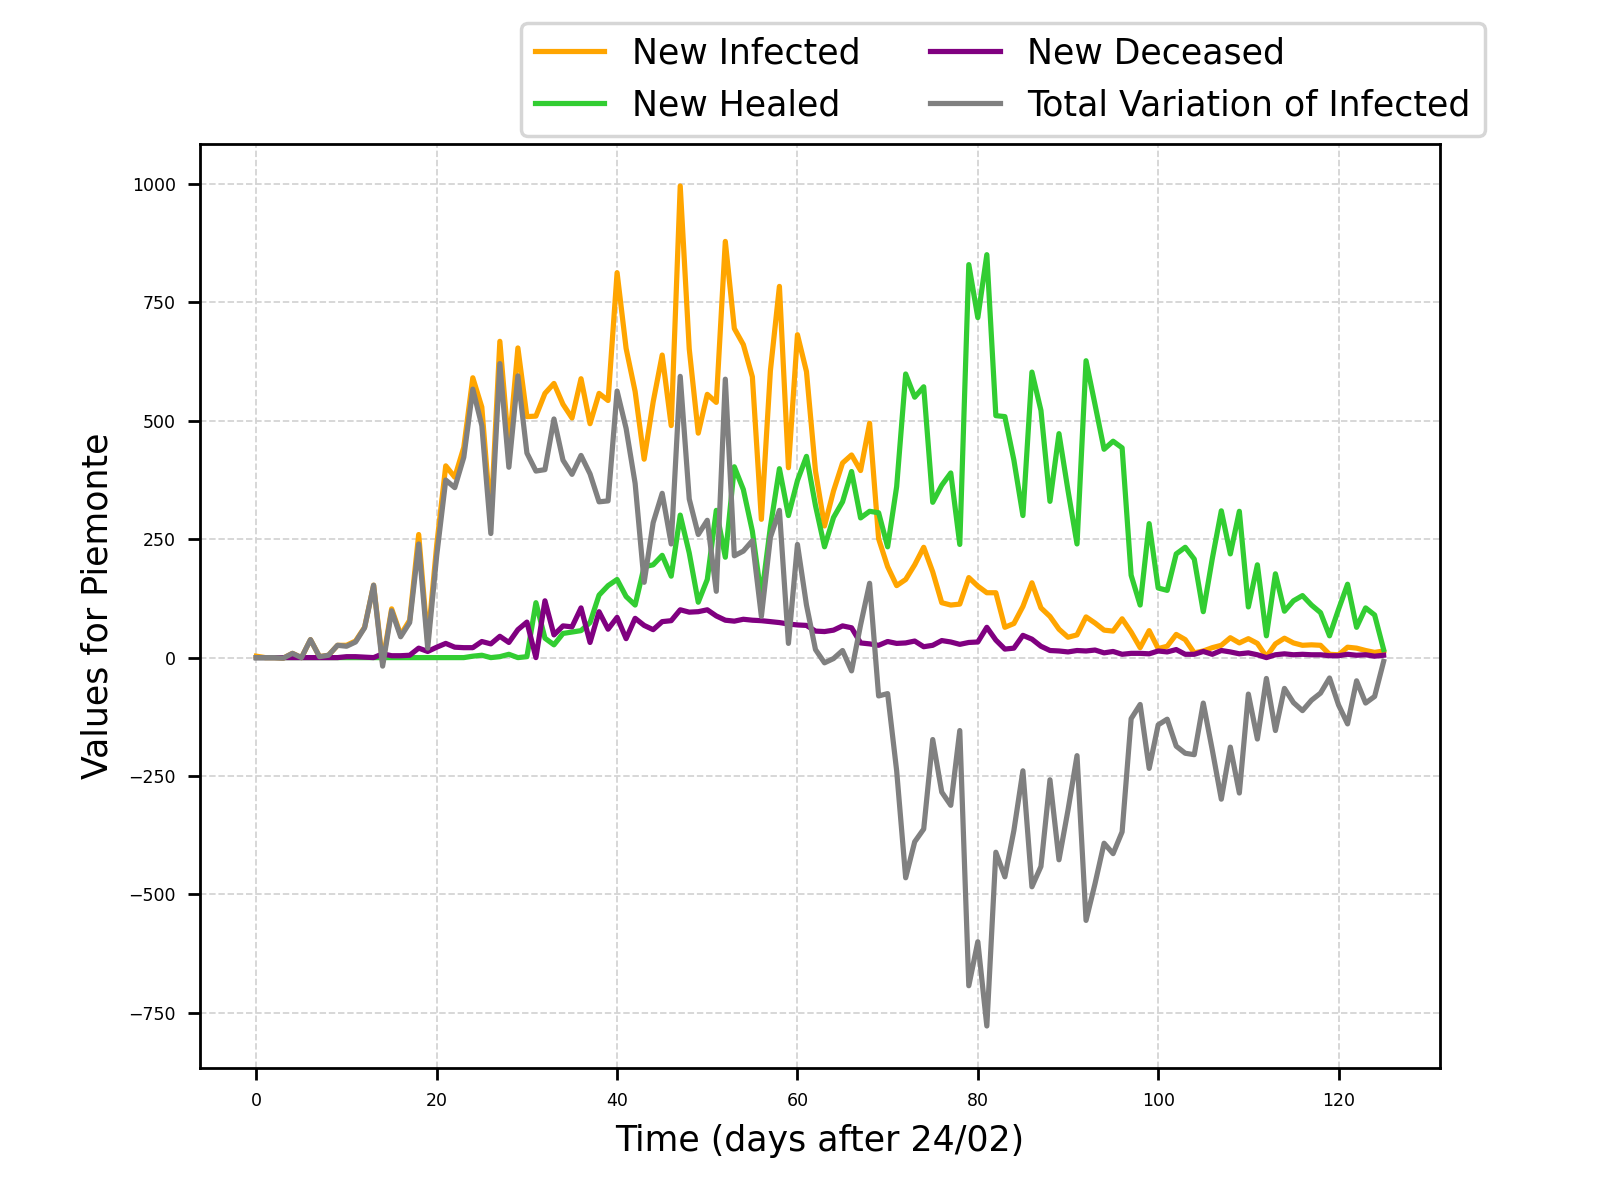 New Infected
New Healed
New Deceased
Total Variation of Infected
1000
750
500
250
0
−250
−500
−750
Values for Piemonte
0 20 40 60 80 100 120
Time (days after 24/02)